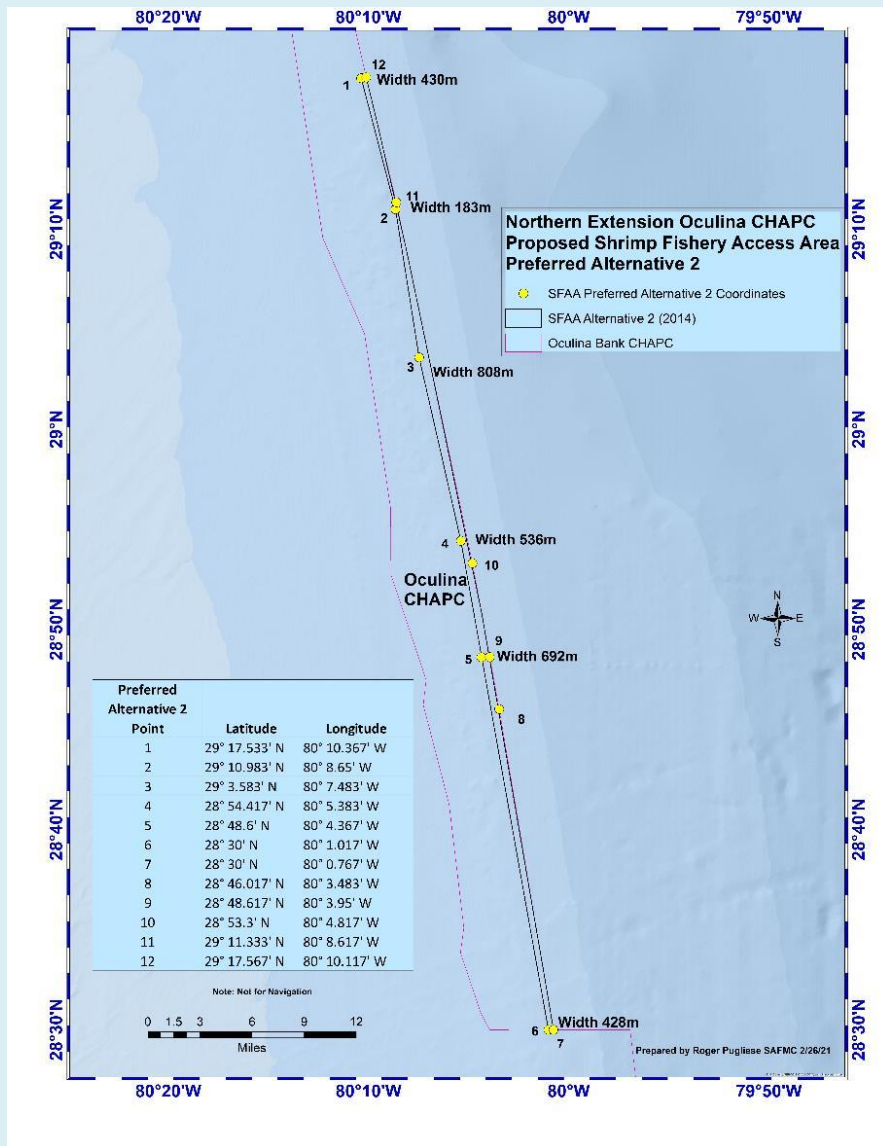 80°20'W 80°10'W 80°0'W 79°50'W
12
1 Width 430m
11
2 Width 183m
29°10'N 29°10'N
Northern Extension Oculina CHAPC
Proposed Shrimp Fishery Access Area
Preferred Alternative 2
SFAA Preferred Alternative 2 Coordinates
SFAA Alternative 2 (2014)
Oculina Bank CHAPC
3 Width 808m
29°N 29°N
4 Width 536m
10
Oculina
CHAPC
28°50'N 28°50'N
N
W E
S
9
5 Width 692m
8
Preferred
Alternative 2
Point Latitude Longitude
1 29° 17.533' N 80° 10.367' W
2 29° 10.983' N 80° 8.65' W
3 29° 3.583' N 80° 7.483' W
4 28° 54.417' N 80° 5.383' W
5 28° 48.6' N 80° 4.367' W
6 28° 30' N 80° 1.017' W
7 28° 30' N 80° 0.767' W
8 28° 46.017' N 80° 3.483' W
9 28° 48.617' N 80° 3.95' W
10 28° 53.3' N 80° 4.817' W
11 29° 11.333' N 80° 8.617' W
12 29° 17.567' N 80° 10.117' W
28°40'N 28°40'N
Note: Not for Navigation
0 1.5 3 6 9 12
Miles
28°30'N 28°30'N
6 Width 428m
7
Prepared by Roger Pugliese SAFMC 2/26/21
80°20'W 80°10'W 80°0'W 79°50'W